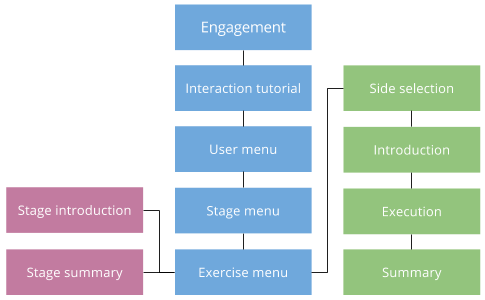 Engagement
Interaction tutorial
Side selection
User menu
Introduction
Stage introduction
Stage menu
Execution
Stage summary
Exercise menu
Summary